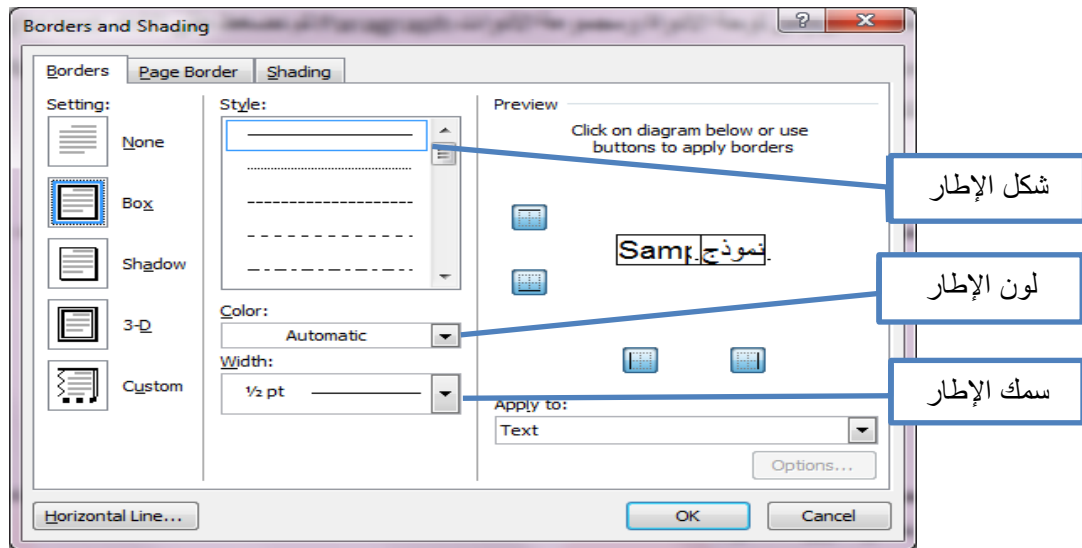 Borders and Shading
Borders
Page Border
Shading
Setting:
None
Box
Shadow
3-D
Custom
Style:
Color:
Automatic
Width:
½ pt
Preview
Click on diagram below or use
buttons to apply borders
نموذج
Apply to:
Text
Options...
Horizontal Line...
OK
Cancel
شكل الإطار
لون الإطار
سمك الإطار